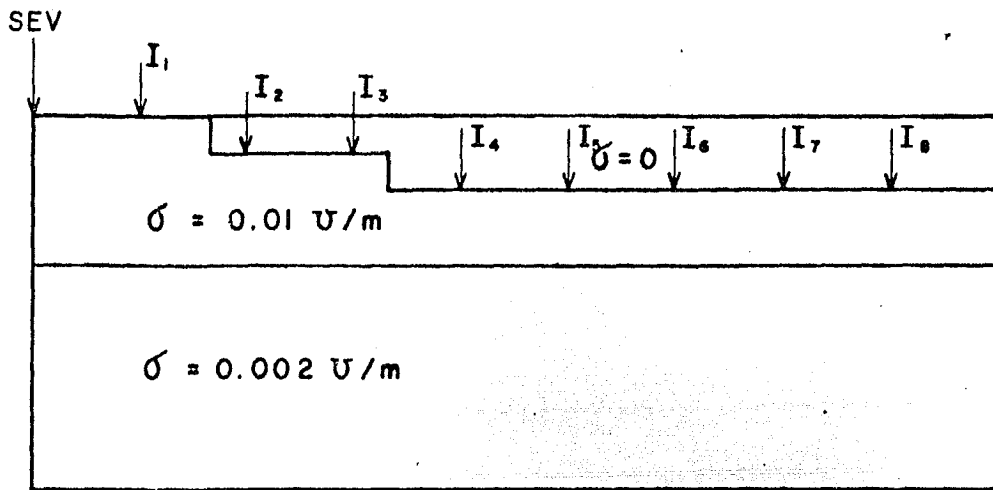 SEV
I₁
I₂ I₃
I₄ I₅ I₆ I₇ I₈
σ = 0
σ = 0.01 ℧/m
σ = 0.002 ℧/m